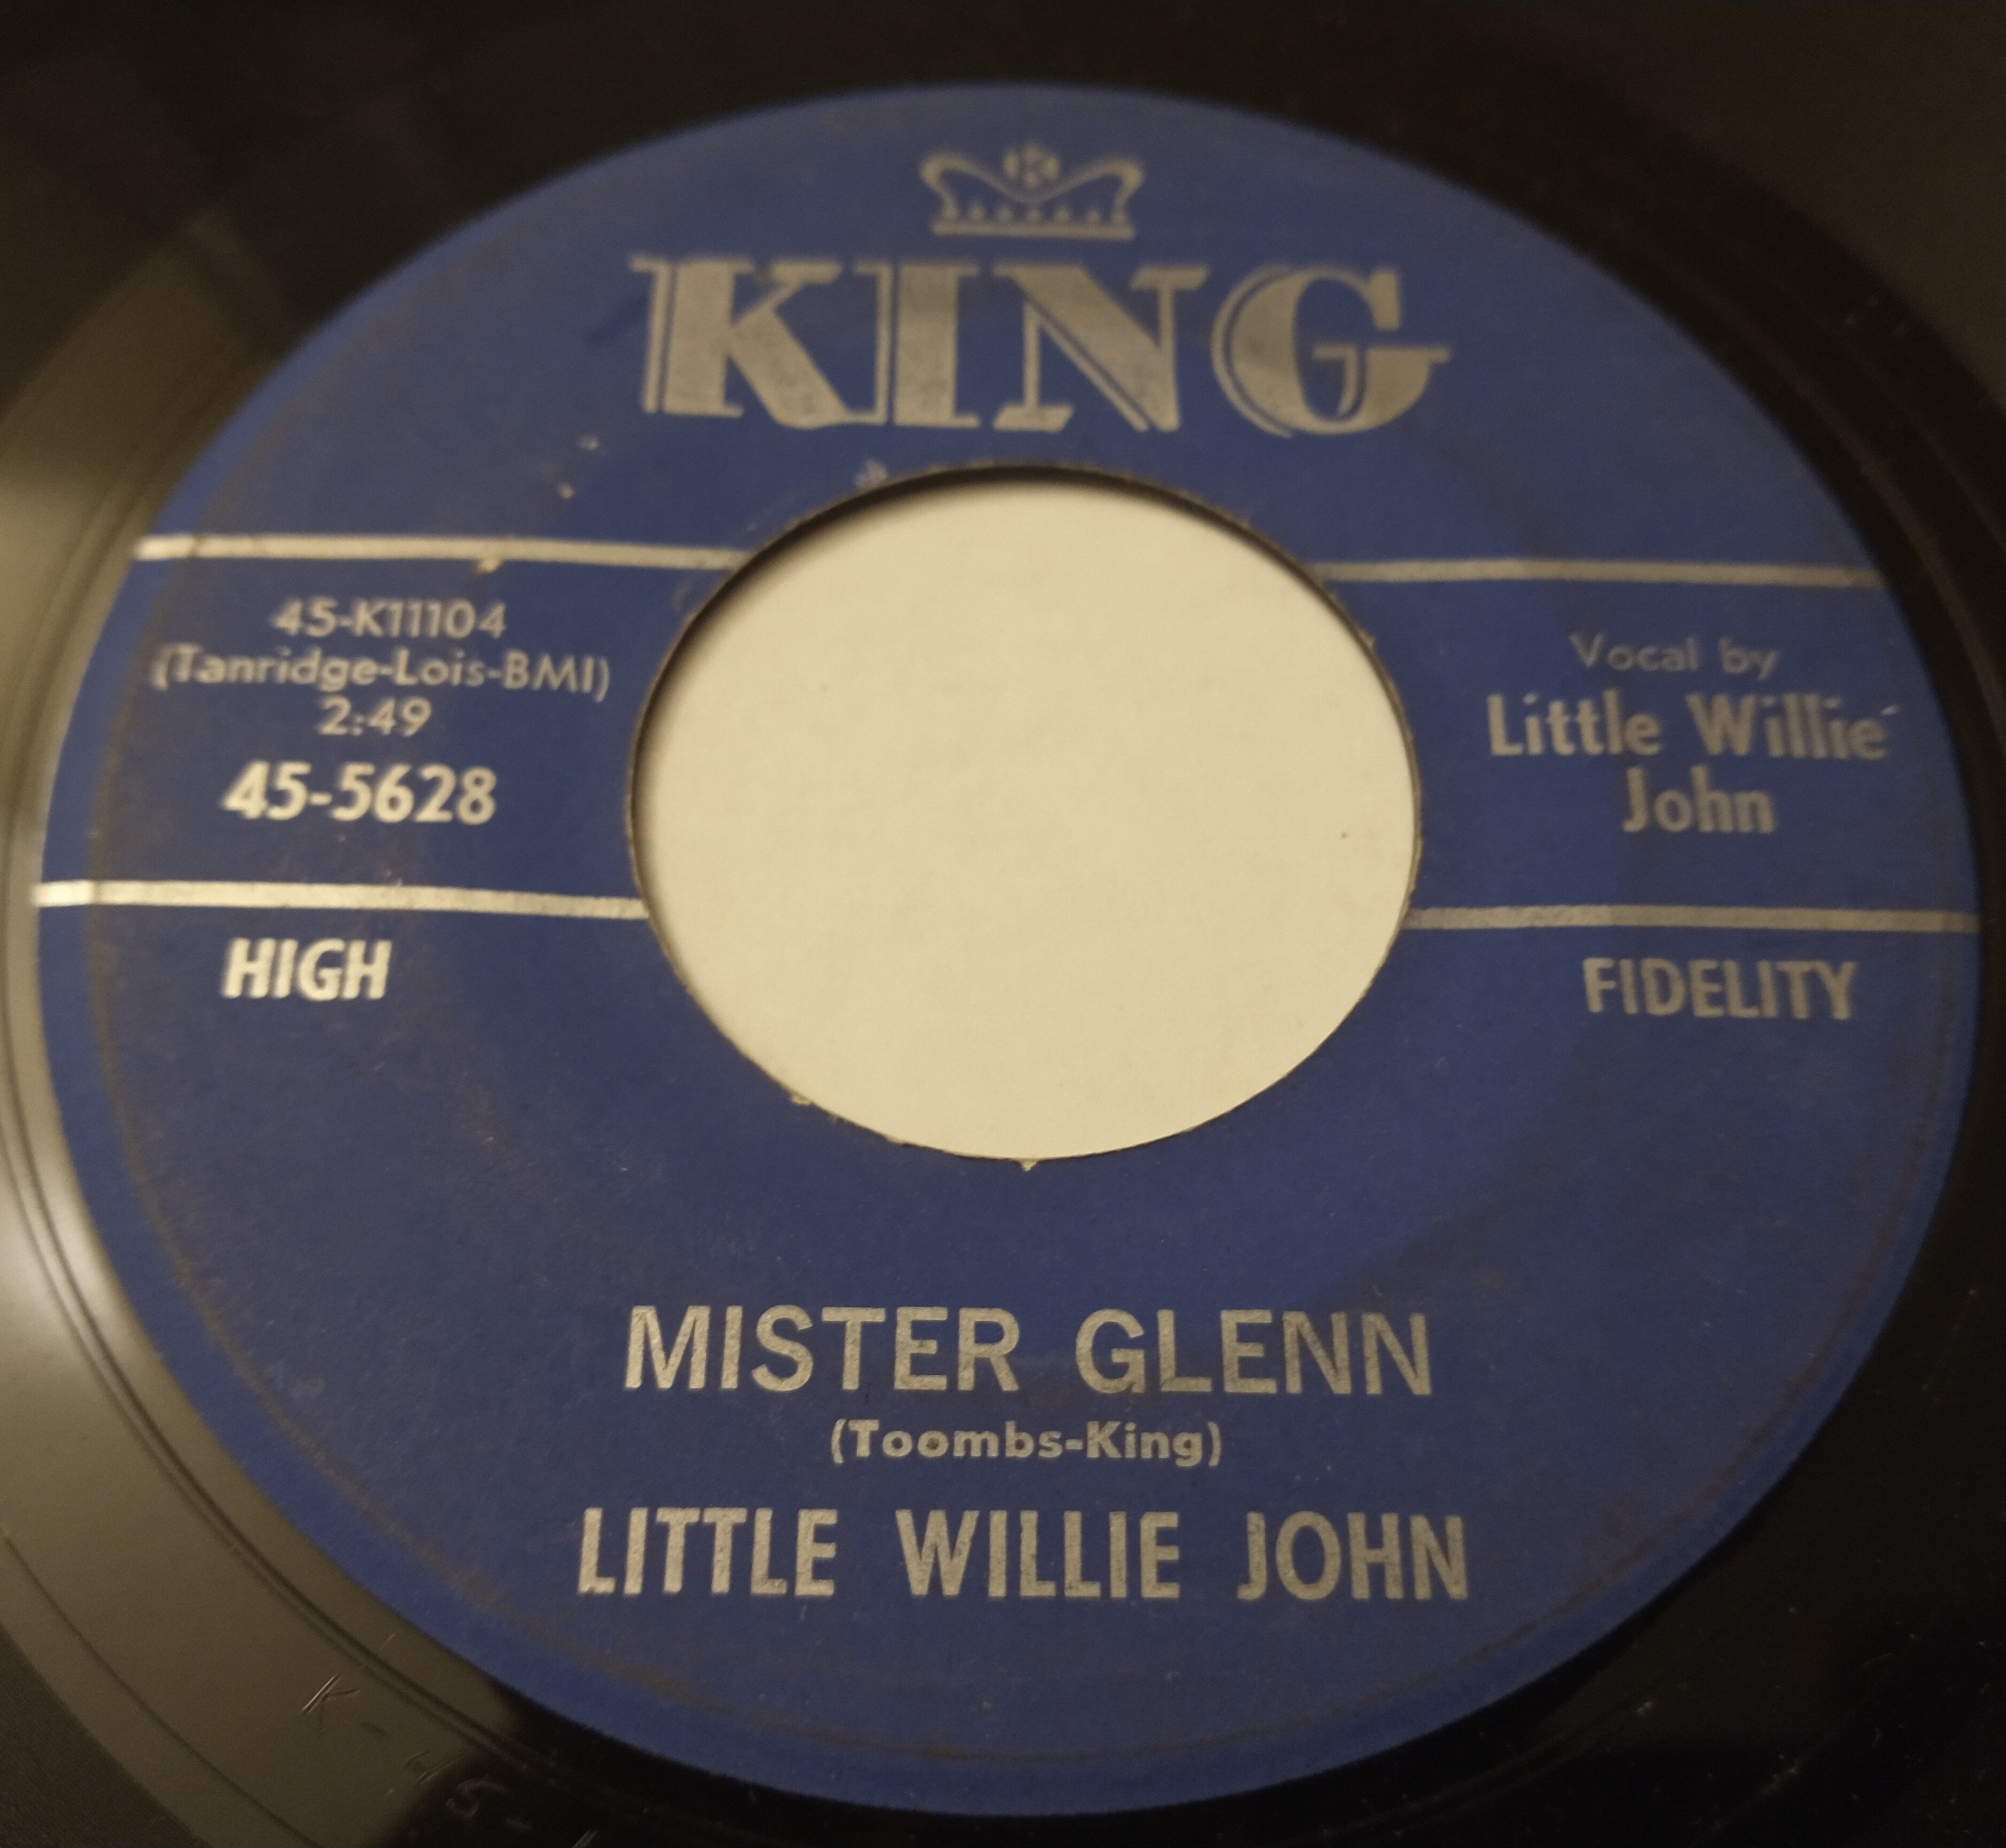 K
KING
45-K11104
(Tanridge-Lois-BMI)
2:49
45-5628
Vocal by
Little Willie
John
HIGH
FIDELITY
MISTER GLENN
(Toombs-King)
LITTLE WILLIE JOHN
K-45-